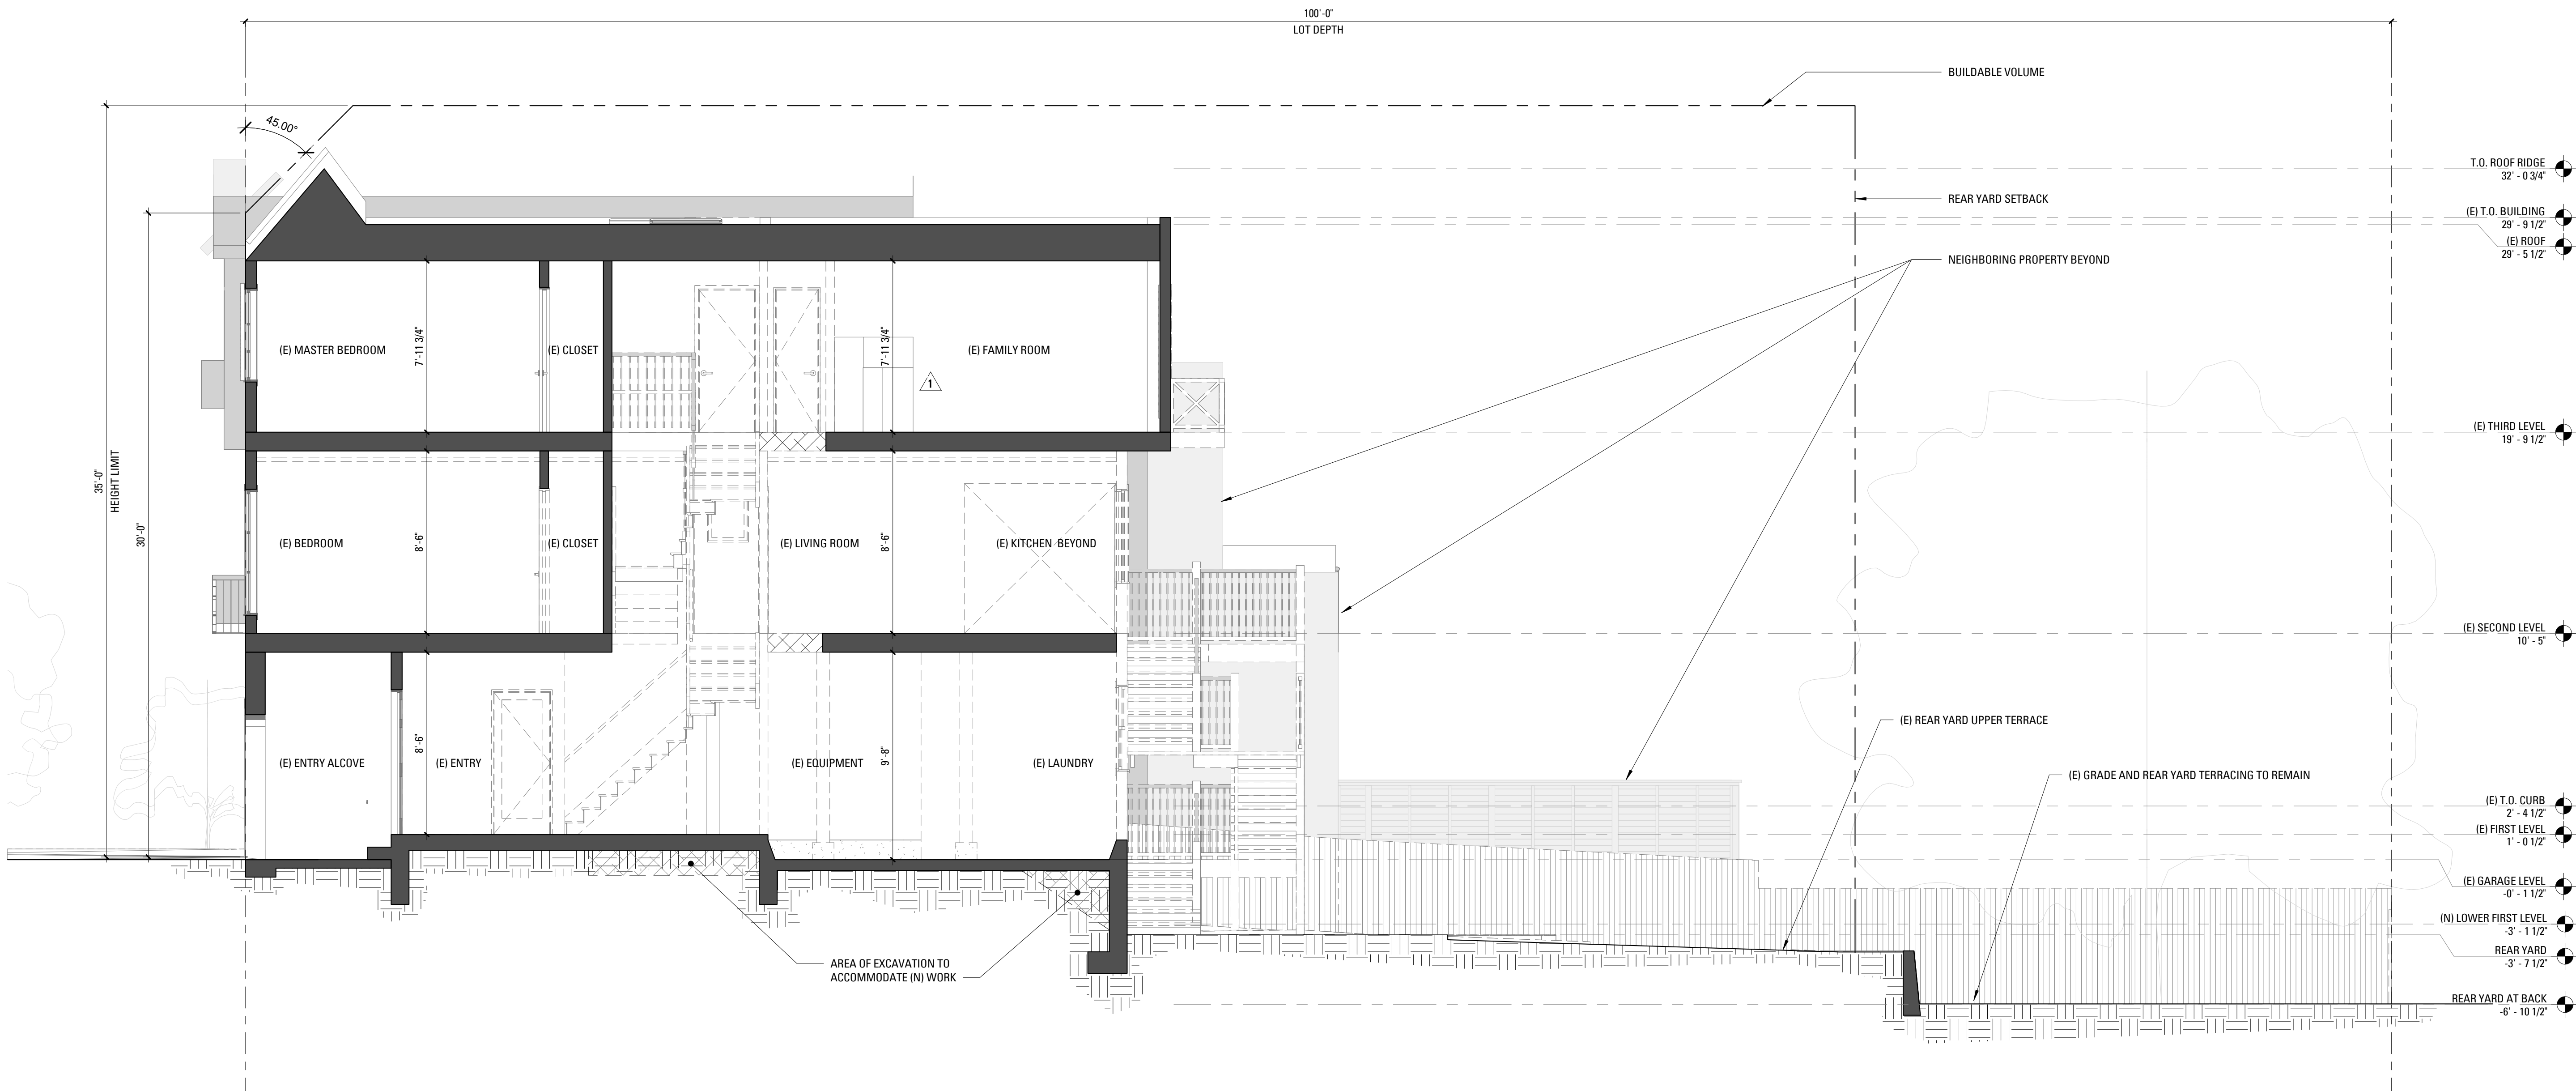 100'-0"
LOT DEPTH
BUILDABLE VOLUME
45.00°
T.O. ROOF RIDGE
32' - 0 3/4"
REAR YARD SETBACK
(E) T.O. BUILDING
29' - 9 1/2"
(E) ROOF
29' - 5 1/2"
NEIGHBORING PROPERTY BEYOND
(E) MASTER BEDROOM
7'-11 3/4"
(E) CLOSET
7'-11 3/4"
(E) FAMILY ROOM
1
(E) THIRD LEVEL
19' - 9 1/2"
35'-0"
HEIGHT LIMIT
30'-0"
(E) BEDROOM
8'-6"
(E) CLOSET
(E) LIVING ROOM
8'-6"
(E) KITCHEN BEYOND
(E) SECOND LEVEL
10' - 5"
(E) REAR YARD UPPER TERRACE
(E) ENTRY ALCOVE
8'-6"
(E) ENTRY
(E) EQUIPMENT
9'-8"
(E) LAUNDRY
(E) GRADE AND REAR YARD TERRACING TO REMAIN
(E) T.O. CURB
2' - 4 1/2"
(E) FIRST LEVEL
1' - 0 1/2"
(E) GARAGE LEVEL
-0' - 1 1/2"
(N) LOWER FIRST LEVEL
-3' - 1 1/2"
REAR YARD
-3' - 7 1/2"
AREA OF EXCAVATION TO
ACCOMMODATE (N) WORK
REAR YARD AT BACK
-6' - 10 1/2"